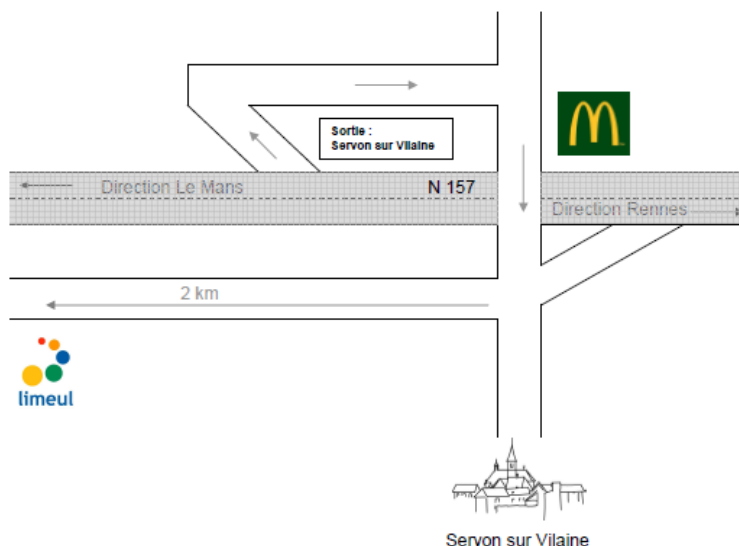 Sortie :
Servon sur Vilaine
Direction Le Mans
N 157
Direction Rennes
2 km
limeul
Servon sur Vilaine